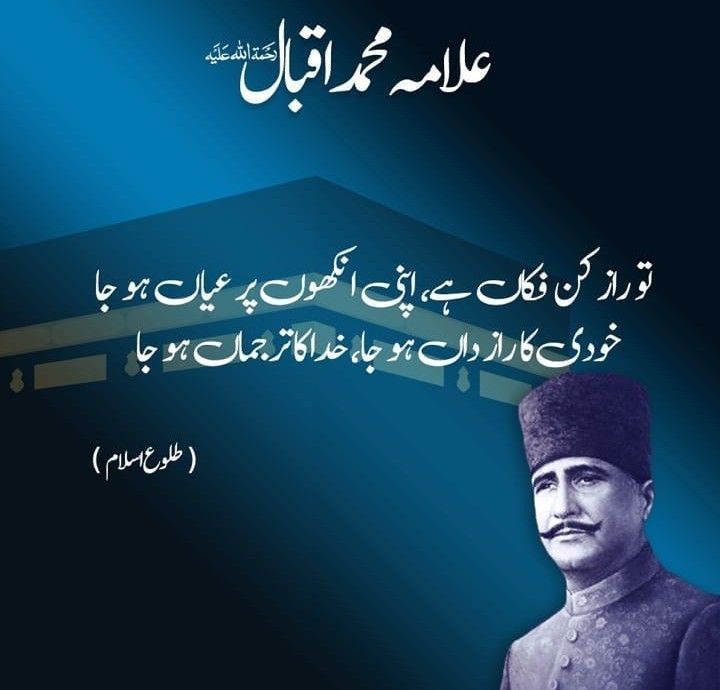 علامہ محمد اقبال رحمۃ اللہ علیہ
تو راز کن فکاں ہے، اپنی انکھوں پر عیاں ہو جا
خودی کا راز داں ہو جا، خدا کا ترجماں ہو جا
( طلوع اسلام )